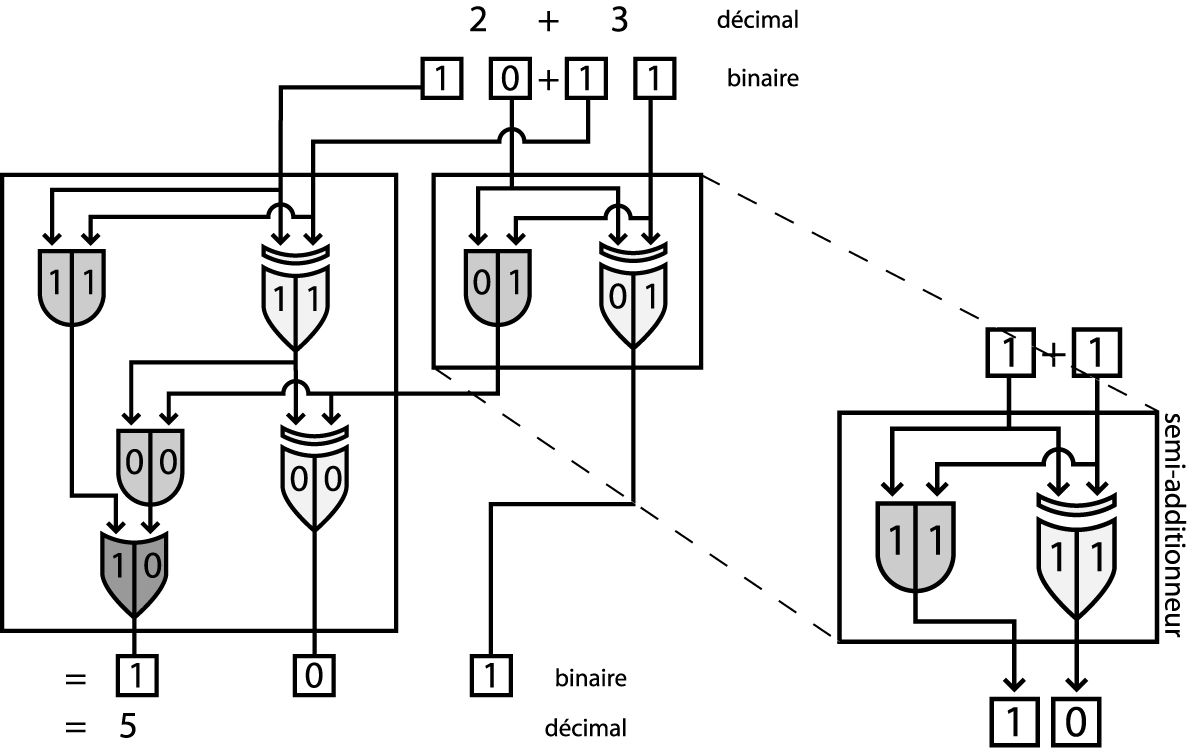 2 + 3 décimal
1 0 + 1 1 binaire
1 1
1 1
0 1
0 1
0 0
0 0
1 0
= 1 0 1 binaire
= 5 décimal
1 + 1
semi-additionneur
1 1
1 1
1 0